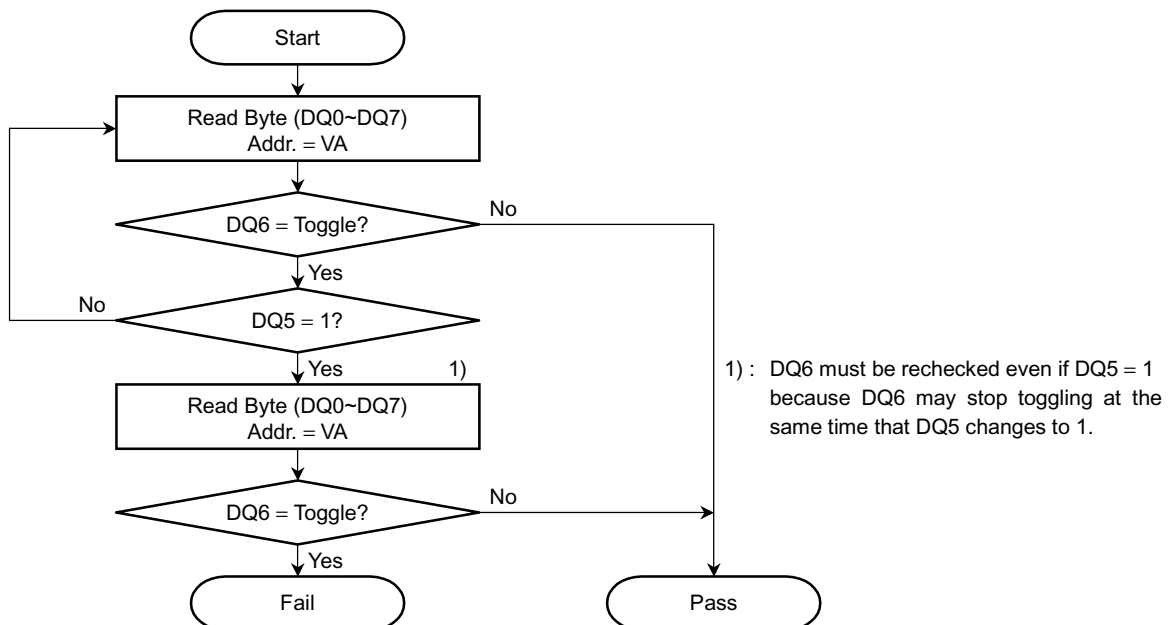 Start
Read Byte (DQ0~DQ7)
Addr. = VA
DQ6 = Toggle?
No
Yes
No
DQ5 = 1?
Yes
1)
Read Byte (DQ0~DQ7)
Addr. = VA
1) : DQ6 must be rechecked even if DQ5 = 1
because DQ6 may stop toggling at the
same time that DQ5 changes to 1.
DQ6 = Toggle?
No
Yes
Fail
Pass